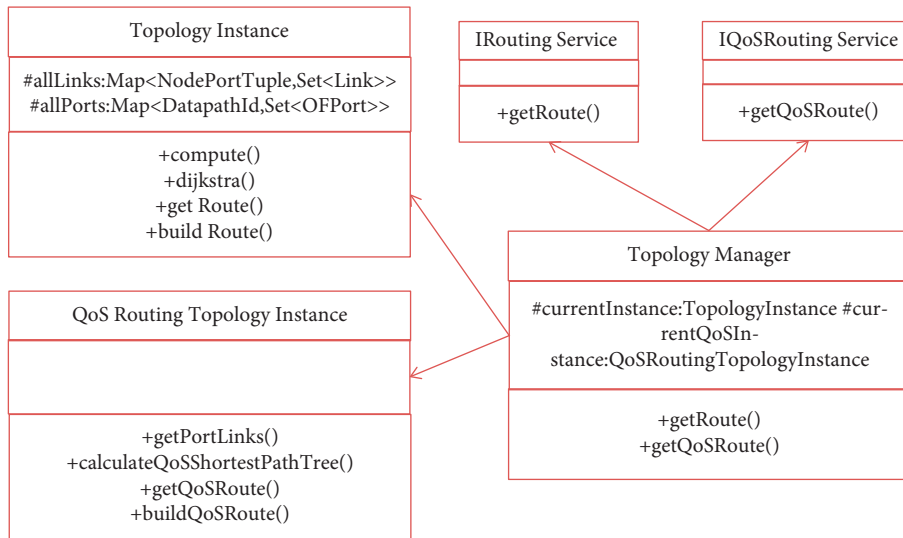 Topology Instance
#allLinks:Map<NodePortTuple,Set<Link>>
#allPorts:Map<DatapathId,Set<OFPort>>
+compute()
+dijkstra()
+get Route()
+build Route()
IRouting Service
+getRoute()
IQoSRouting Service
+getQoSRoute()
QoS Routing Topology Instance
+getPortLinks()
+calculateQoSShortestPathTree()
+getQoSRoute()
+buildQoSRoute()
Topology Manager
#currentInstance:TopologyInstance #cur-
rentQoSIn-
stance:QoSRoutingTopologyInstance
+getRoute()
+getQoSRoute()